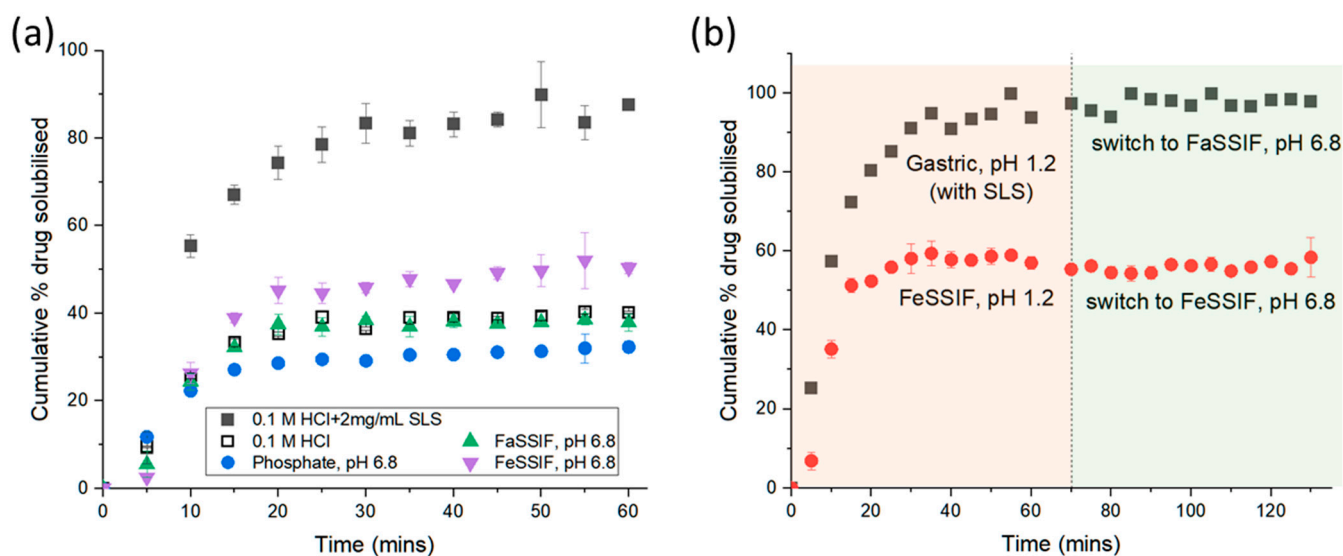 (a)
100
80
60
40
20
0
Cumulative % drug solubilised
0.1 M HCl+2mg/mL SLS
0.1 M HCl
Phosphate, pH 6.8
FaSSIF, pH 6.8
FeSSIF, pH 6.8
0 10 20 30 40 50 60
Time (mins)
(b)
100
80
60
40
20
0
Cumulative % drug solubilised
Gastric, pH 1.2
(with SLS)
switch to FaSSIF, pH 6.8
FeSSIF, pH 1.2
switch to FeSSIF, pH 6.8
0 20 40 60 80 100 120
Time (mins)